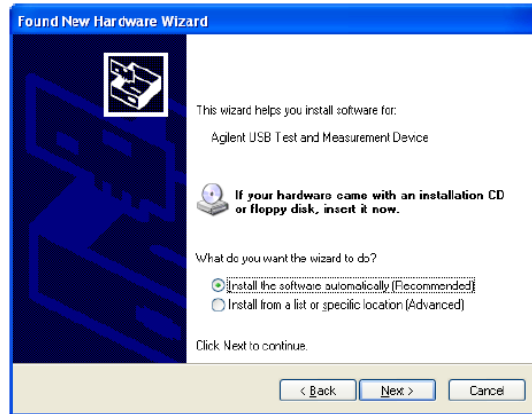 Found New Hardware Wizard
This wizard helps you install software for:
Agilent USB Test and Measurement Device
If your hardware came with an installation CD
or floppy disk, insert it now.
What do you want the wizard to do?
Install the software automatically (Recommended)
Install from a list or specific location (Advanced)
Click Next to continue.
< Back Next > Cancel